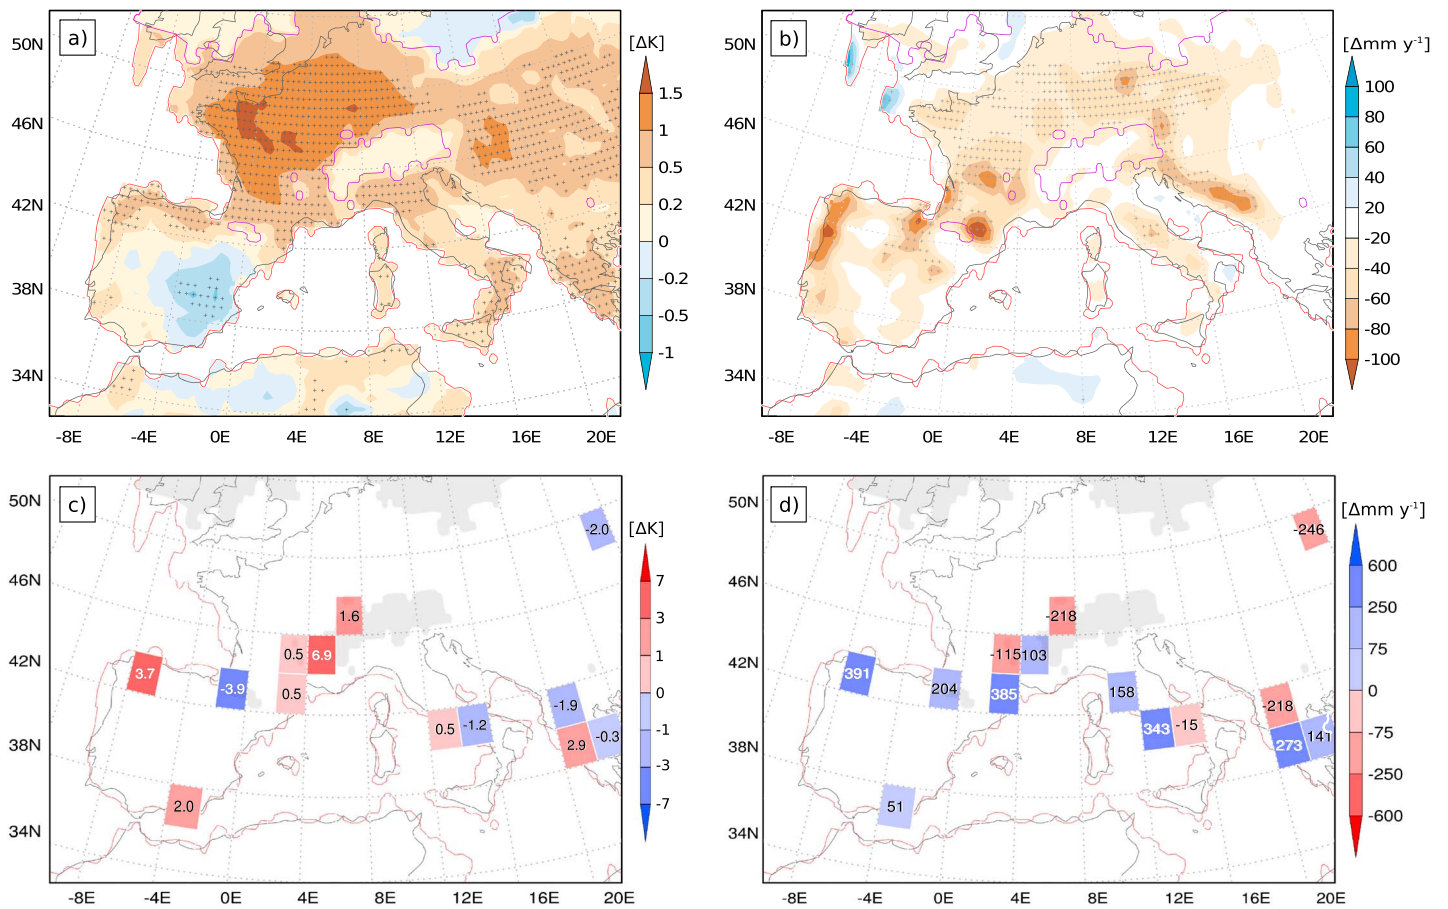 a)
50N
46N
42N
38N
34N
-8E -4E 0E 4E 8E 12E 16E 20E
[ΔK]
1.5
1
0.5
0.2
0
-0.2
-0.5
-1
b)
50N
46N
42N
38N
34N
-8E -4E 0E 4E 8E 12E 16E 20E
[Δmm y⁻¹]
100
80
60
40
20
-20
-40
-60
-80
-100
c)
50N
46N
42N
38N
34N
-8E -4E 0E 4E 8E 12E 16E 20E
-2.0
1.6
0.5 6.9
3.7
-3.9
0.5
-1.9
0.5 -1.2
2.9 -0.3
2.0
[ΔK]
7
3
1
0
-1
-3
-7
d)
50N
46N
42N
38N
34N
-8E -4E 0E 4E 8E 12E 16E 20E
-246
-218
-115 103
391
204
385
158
-218
343 -15
273 141
51
[Δmm y⁻¹]
600
250
75
0
-75
-250
-600